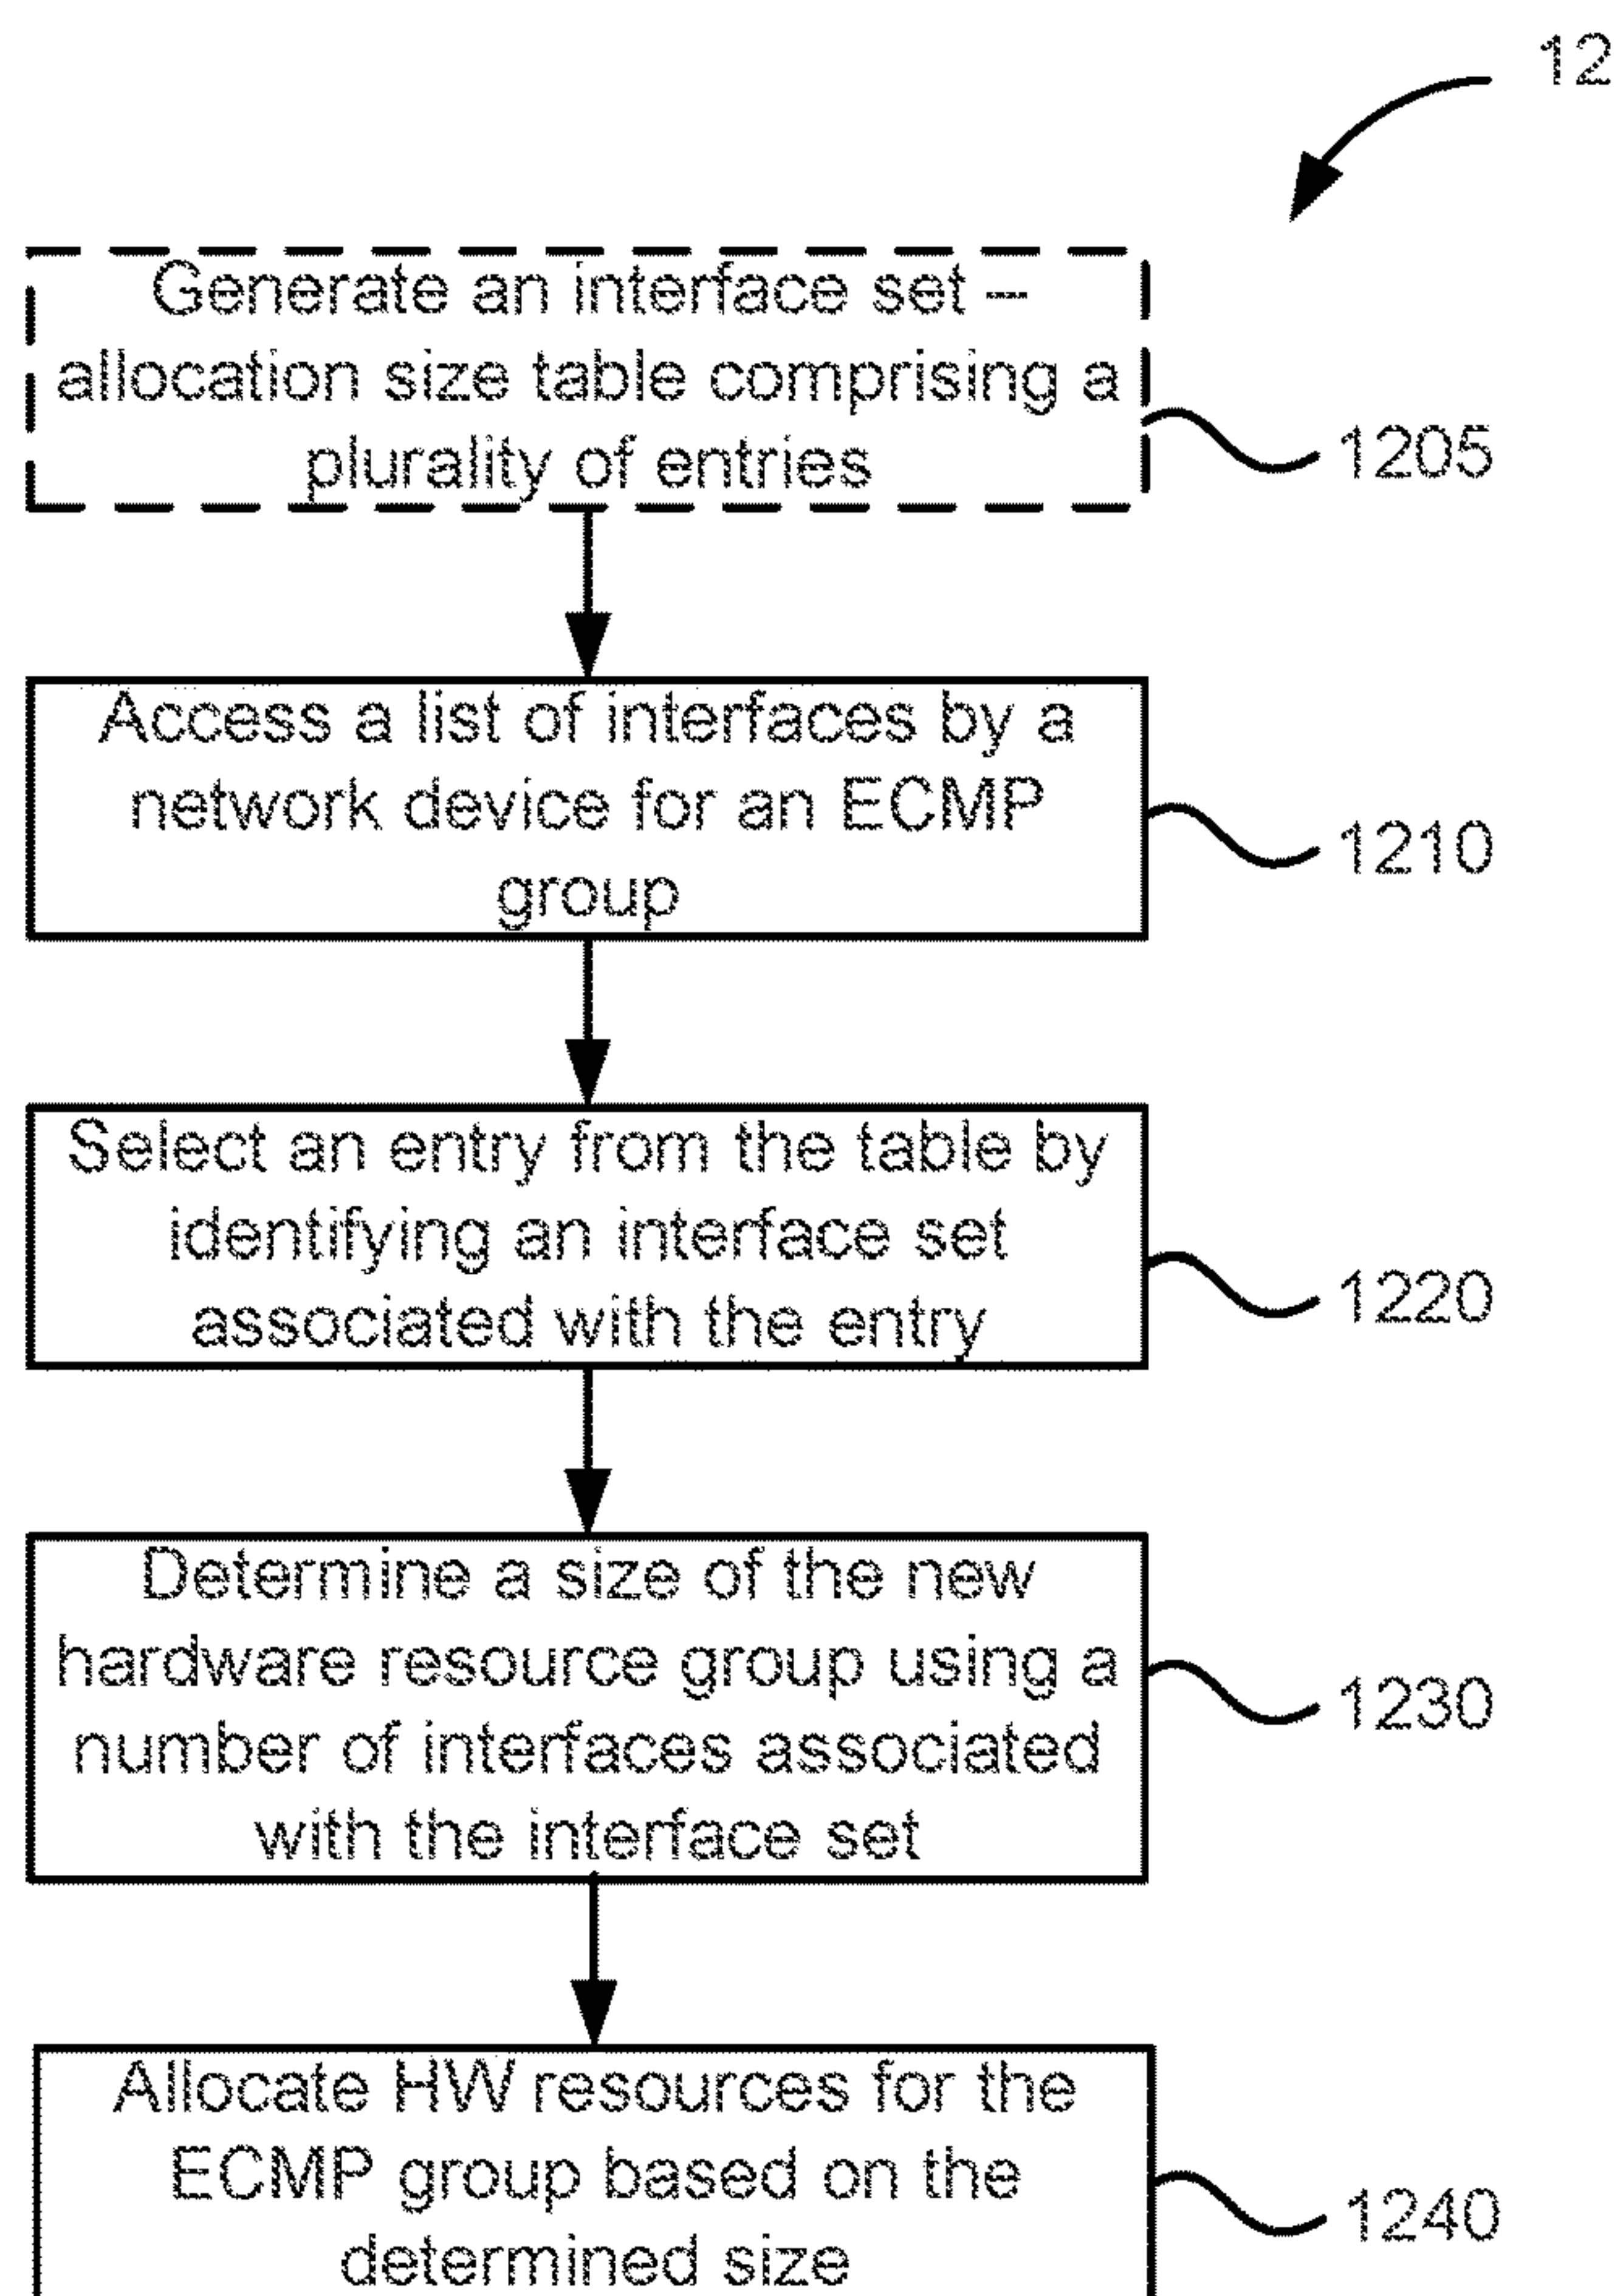 12
Generate an interface set –
allocation size table comprising a
plurality of entries
1205
Access a list of interfaces by a
network device for an ECMP
group
1210
Select an entry from the table by
identifying an interface set
associated with the entry
1220
Determine a size of the new
hardware resource group using a
number of interfaces associated
with the interface set
1230
Allocate HW resources for the
ECMP group based on the
determined size
1240